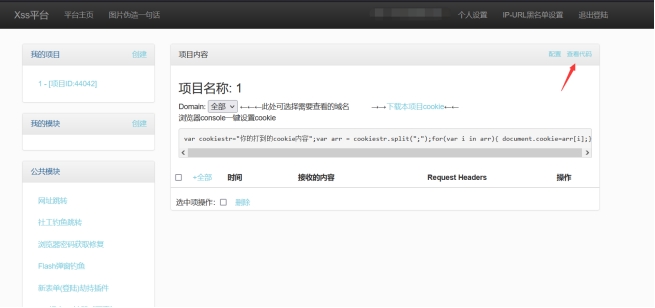 Xss平台 平台主页 图片伪造一句话 个人设置 IP-URL黑名单设置 退出登陆
我的项目 创建
1 - [项目ID:44042]
我的模块 创建
公共模块
网址跳转
社工钓鱼跳转
浏览器密码获取修复
Flash弹窗钓鱼
新表单(登陆)劫持插件
项目内容 配置 查看代码
项目名称: 1
Domain: 全部 ←←←此处可选择需要查看的域名 →→下载本项目cookie←←
浏览器console一键设置cookie
var cookiestr="你的打到的cookie内容";var arr = cookiestr.split(";");for(var i in arr){ document.cookie=arr[i];}
+全部 时间 接收的内容 Request Headers 操作
选中项操作: 删除